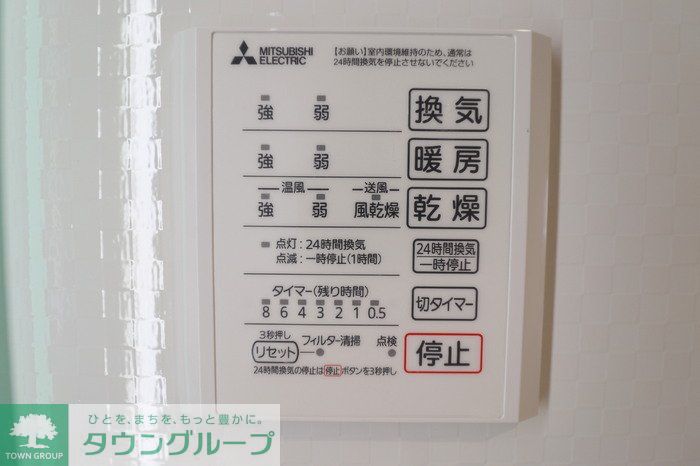 MITSUBISHI
ELECTRIC
【お願い】室内環境維持のため、通常は
24時間換気を停止させないでください
強 弱 換気
強 弱 暖房
温風 送風
強 弱 風乾燥 乾燥
点灯:24時間換気
点滅:一時停止(1時間)
24時間換気
一時停止
タイマー(残り時間)
8 6 4 3 2 1 0.5
切タイマー
3秒押し
リセット フィルター清掃 点検
停止
24時間換気の停止は停止ボタンを3秒押し
ひとを、まちを、もっと豊かに。
タウングループ
TOWN GROUP